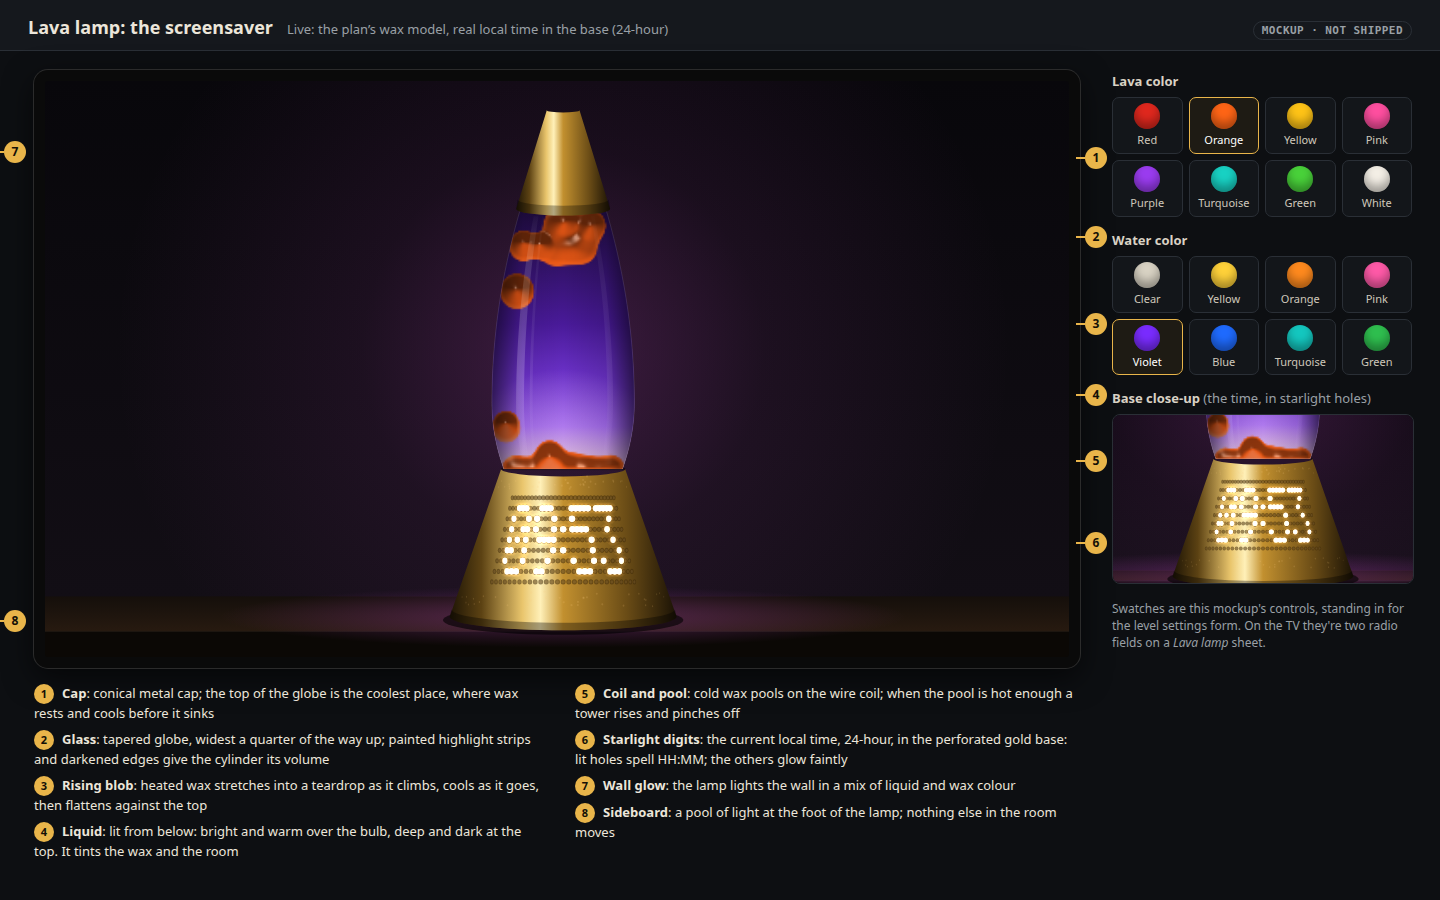 Lava lamp: the screensaver
Live: the plan's wax model, real local time in the base (24-hour)
MOCKUP · NOT SHIPPED
7
8
1
2
3
4
5
6
Lava color
Red
Orange
Yellow
Pink
Purple
Turquoise
Green
White
Water color
Clear
Yellow
Orange
Pink
Violet
Blue
Turquoise
Green
Base close-up (the time, in starlight holes)
Swatches are this mockup's controls, standing in for
the level settings form. On the TV they're two radio
fields on a Lava lamp sheet.
1 Cap: conical metal cap; the top of the globe is the coolest place, where wax
rests and cools before it sinks
2 Glass: tapered globe, widest a quarter of the way up; painted highlight strips
and darkened edges give the cylinder its volume
3 Rising blob: heated wax stretches into a teardrop as it climbs, cools as it goes,
then flattens against the top
4 Liquid: lit from below: bright and warm over the bulb, deep and dark at the
top. It tints the wax and the room
5 Coil and pool: cold wax pools on the wire coil; when the pool is hot enough a
tower rises and pinches off
6 Starlight digits: the current local time, 24-hour, in the perforated gold base:
lit holes spell HH:MM; the others glow faintly
7 Wall glow: the lamp lights the wall in a mix of liquid and wax colour
8 Sideboard: a pool of light at the foot of the lamp; nothing else in the room
moves